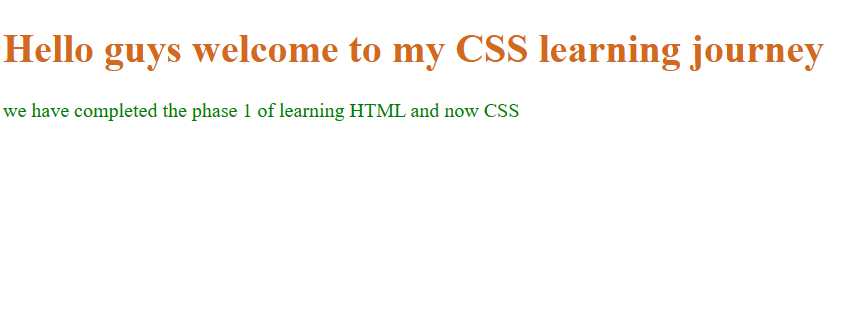 Hello guys welcome to my CSS learning journey
we have completed the phase 1 of learning HTML and now CSS